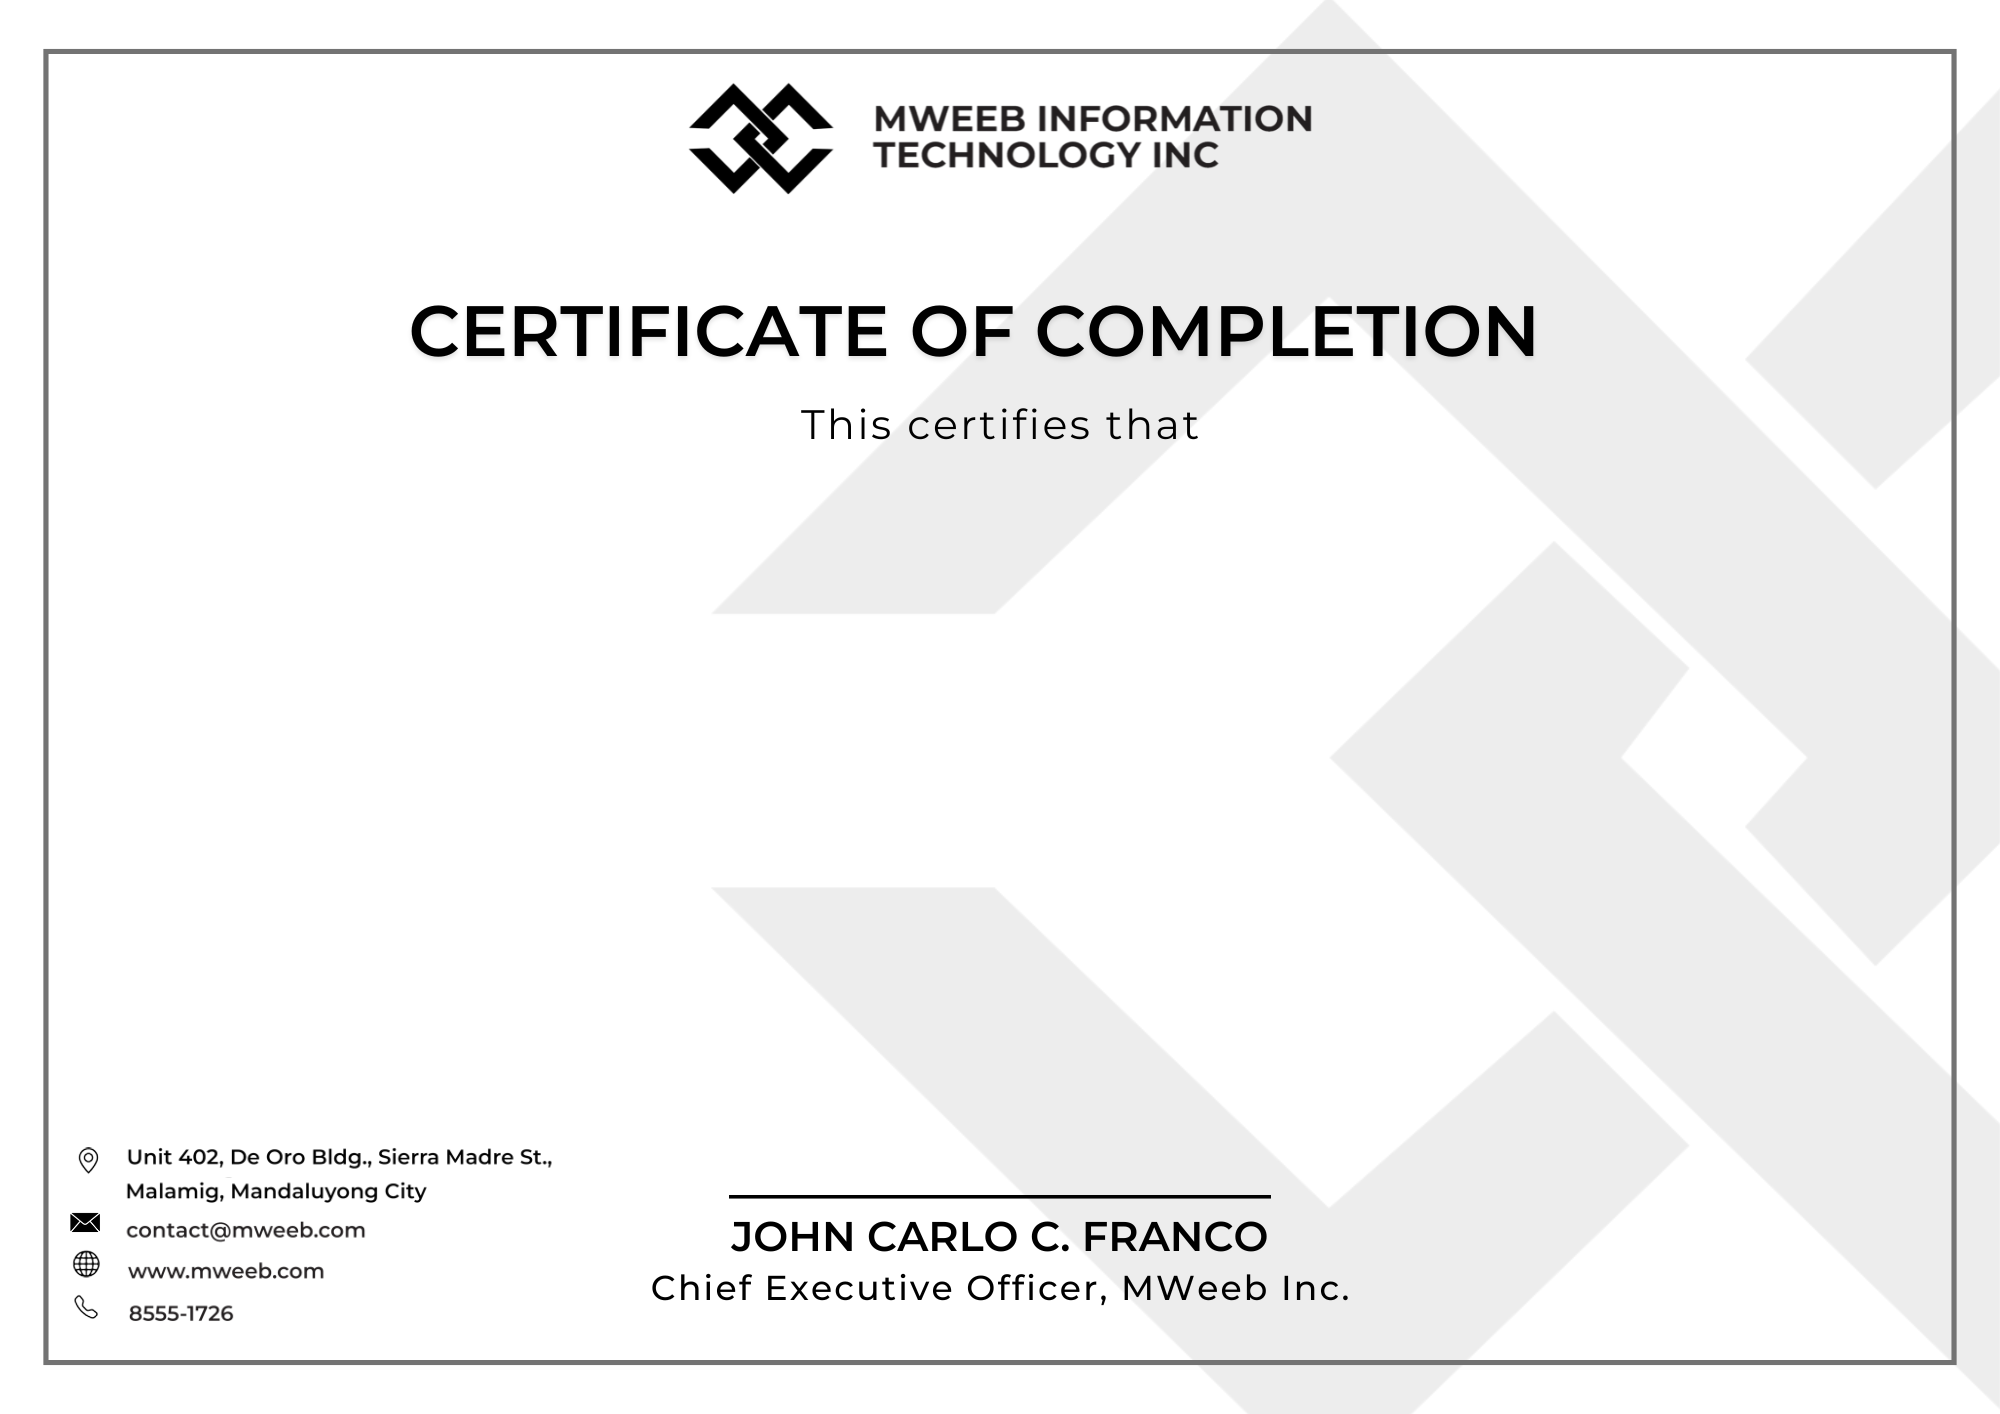 MWEEB INFORMATION
TECHNOLOGY INC
CERTIFICATE OF COMPLETION
This certifies that
Unit 402, De Oro Bldg., Sierra Madre St.,
Malamig, Mandaluyong City
contact@mweeb.com
www.mweeb.com
8555-1726
JOHN CARLO C. FRANCO
Chief Executive Officer, MWeeb Inc.